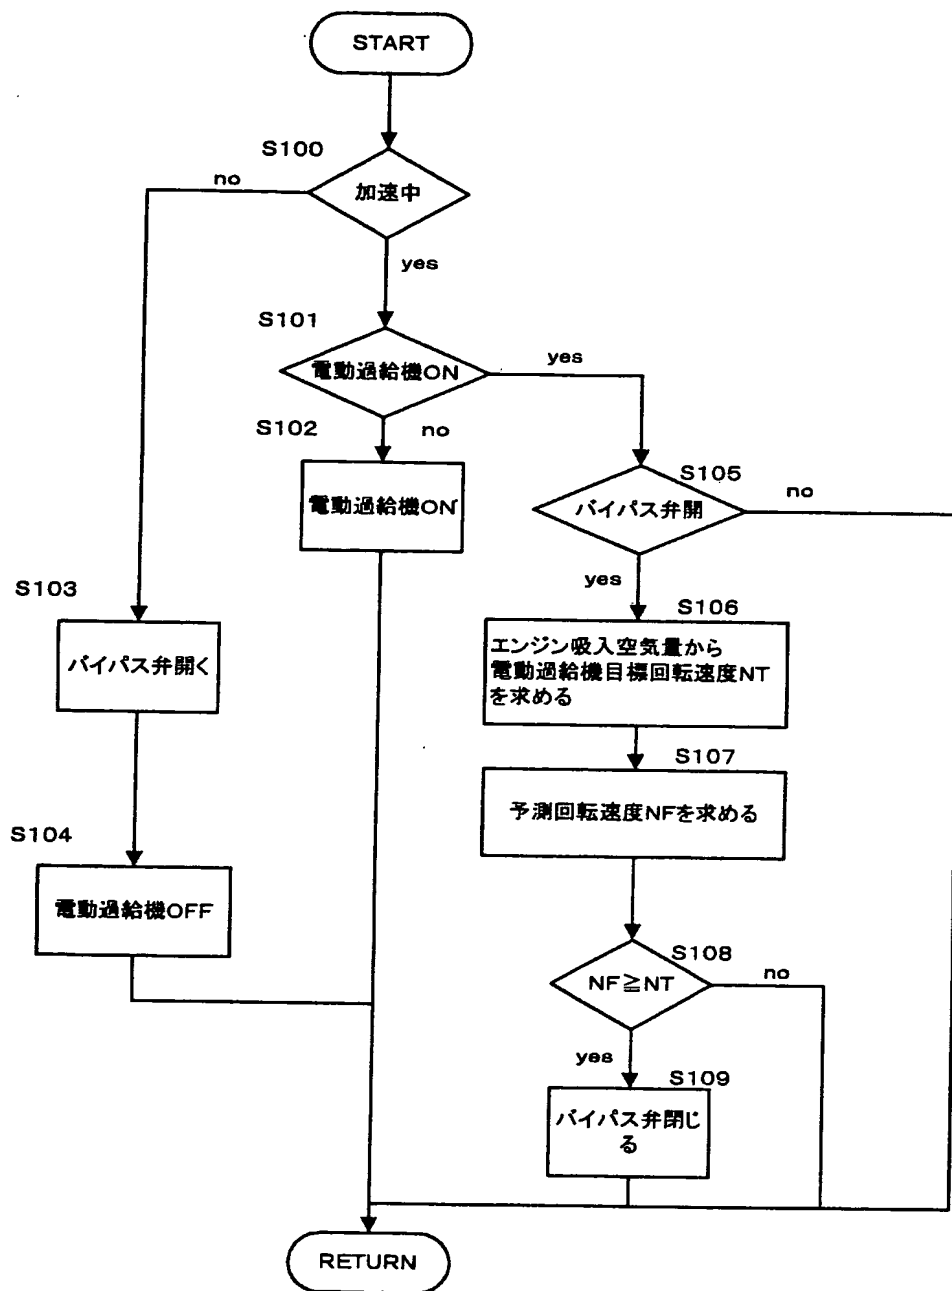 START
S100
no
加速中
yes
S101
電動過給機ON
yes
S102
no
電動過給機ON
S105
バイパス弁開
no
yes
S103
バイパス弁開く
S106
エンジン吸入空気量から
電動過給機目標回転速度NT
を求める
S107
予測回転速度NFを求める
S104
電動過給機OFF
S108
NF≧NT
no
yes
S109
バイパス弁閉じ
る
RETURN